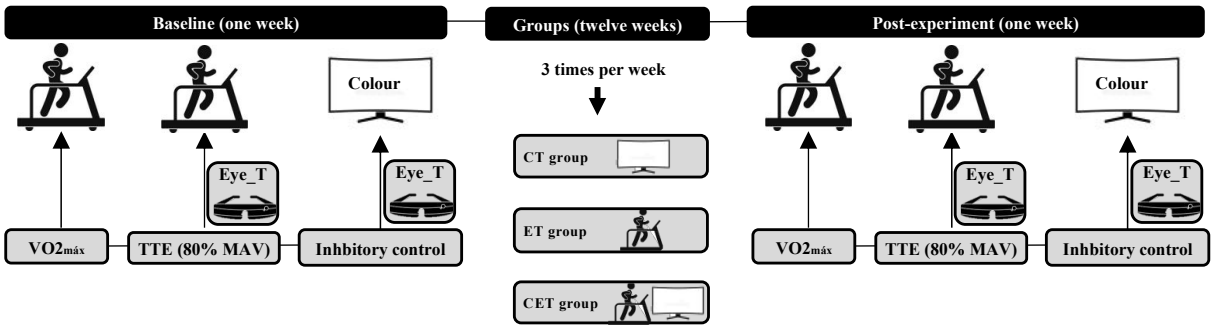 Baseline (one week)
Groups (twelve weeks)
Post-experiment (one week)
Colour
3 times per week
Colour
CT group
Eye_T
Eye_T
Eye_T
Eye_T
ET group
VO2máx
TTE (80% MAV)
Inhbitory control
VO2máx
TTE (80% MAV)
Inhbitory control
CET group